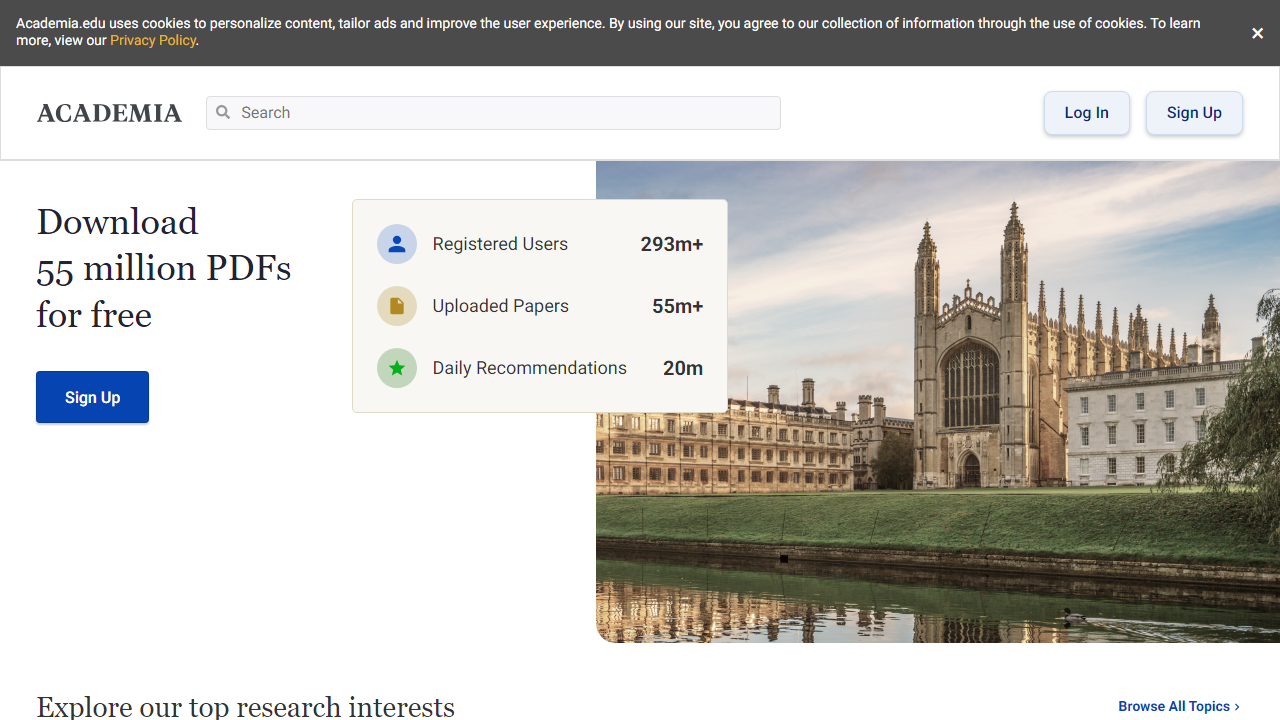 Academia.edu uses cookies to personalize content, tailor ads and improve the user experience. By using our site, you agree to our collection of information through the use of cookies. To learn
more, view our Privacy Policy.
×
ACADEMIA
Search
Log In
Sign Up
Download
55 million PDFs
for free
Sign Up
Registered Users 293m+
Uploaded Papers 55m+
Daily Recommendations 20m
Explore our top research interests
Browse All Topics ›